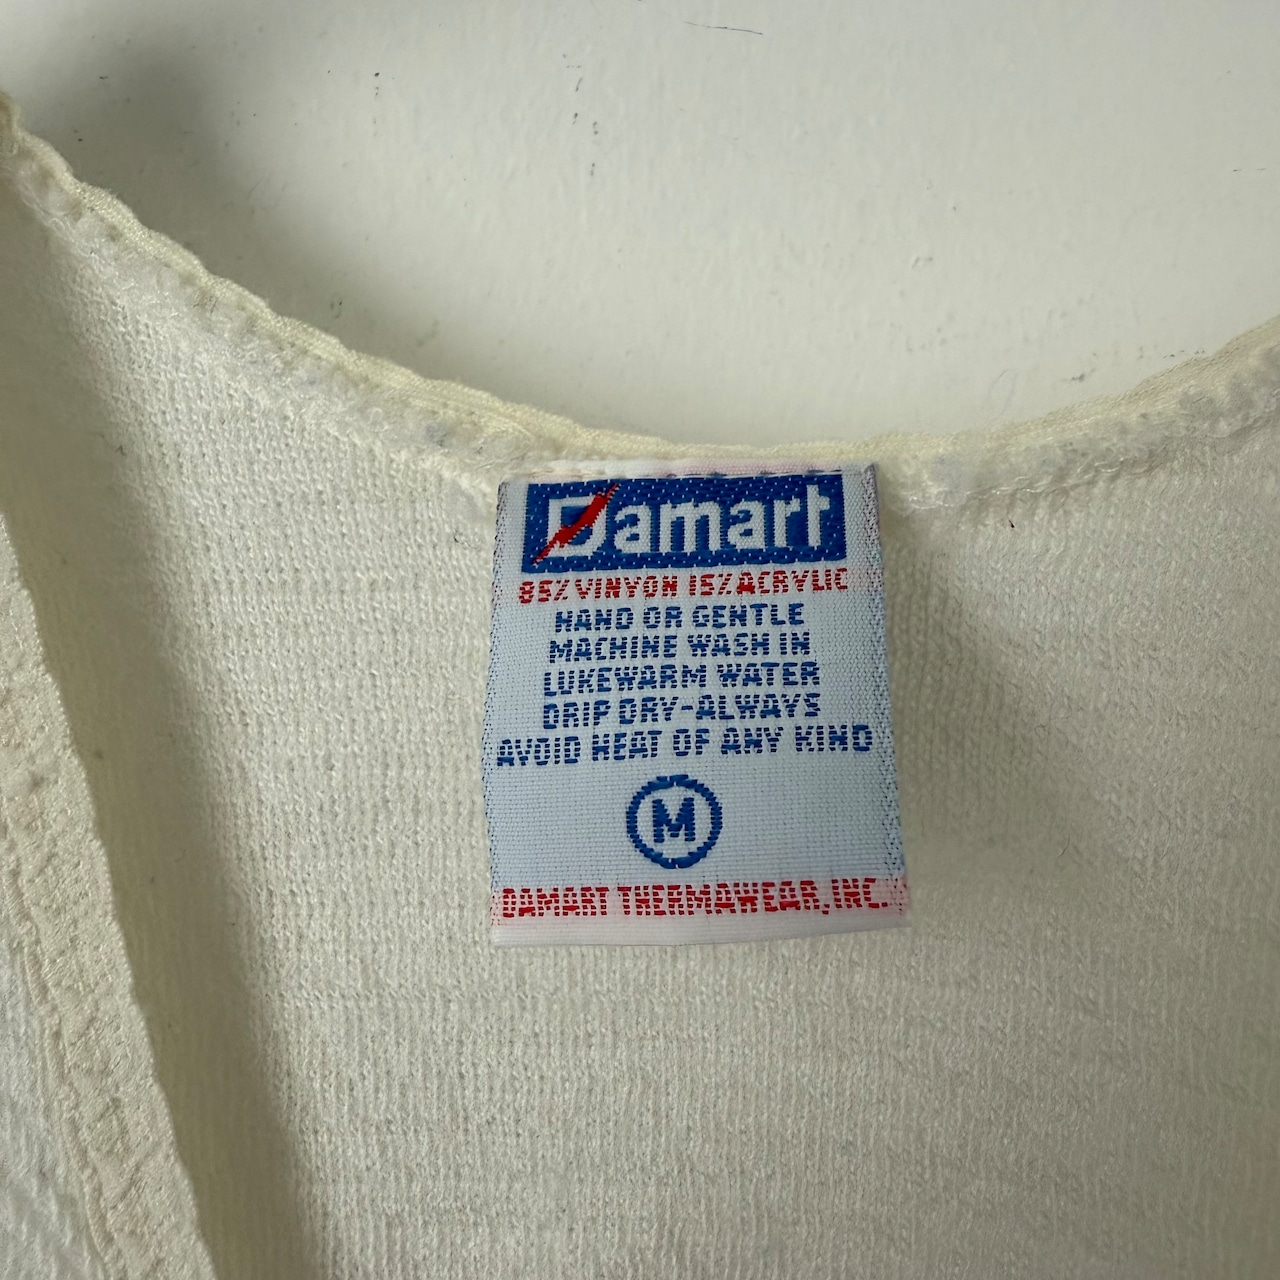 Damart
85% VINYON 15% ACRYLIC
HAND OR GENTLE
MACHINE WASH IN
LUKEWARM WATER
DRIP DRY-ALWAYS
AVOID HEAT OF ANY KIND
M
DAMART THERMAWEAR, INC.